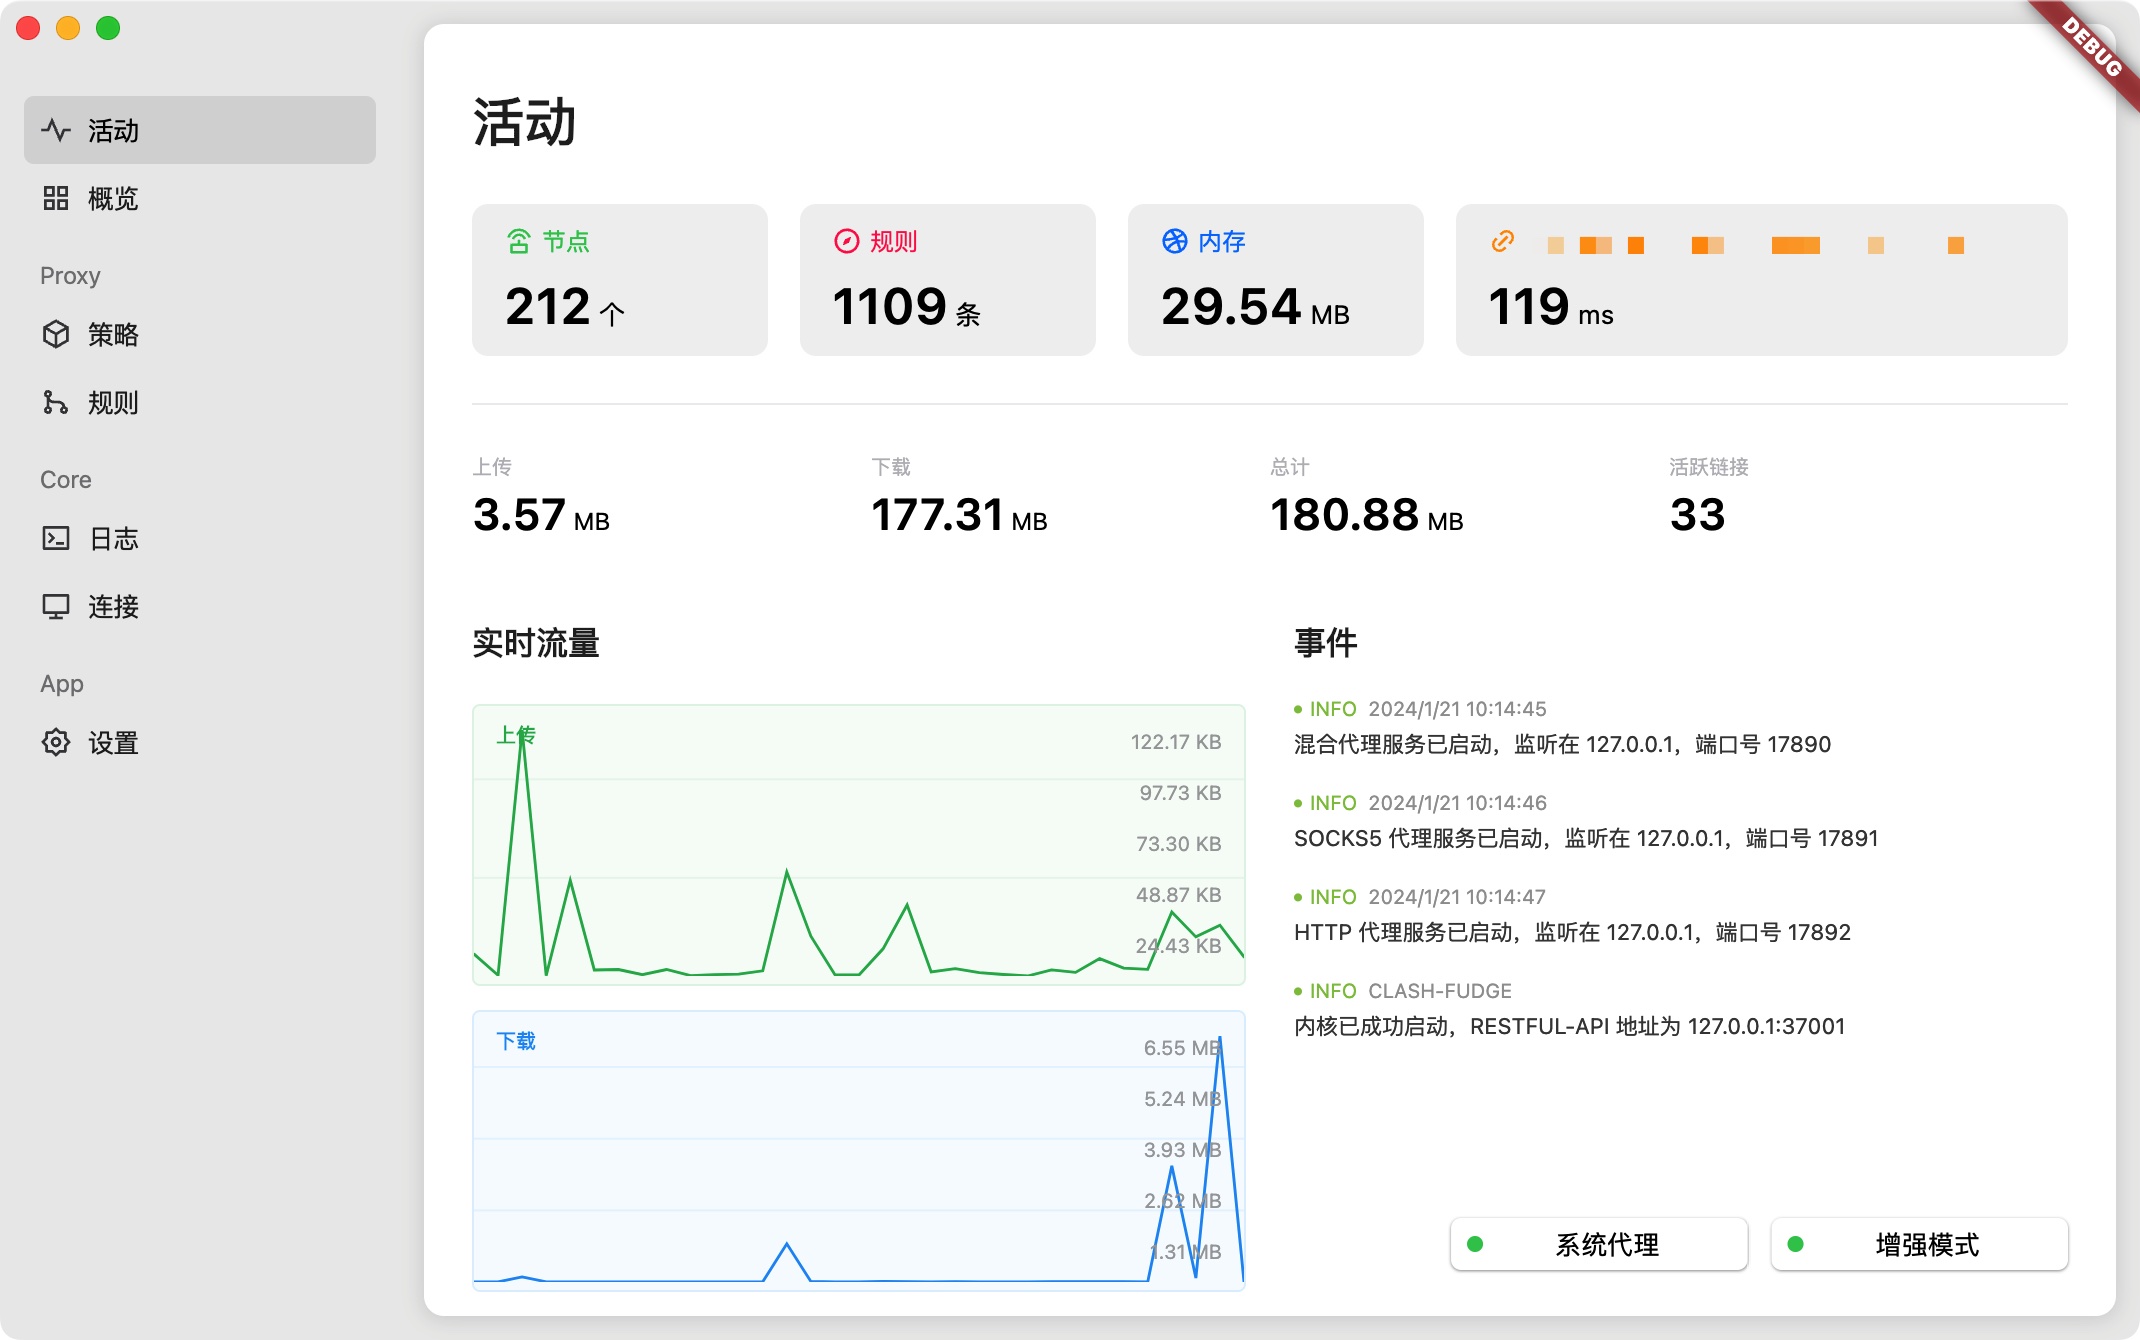 DEBUG
活动
概览
Proxy
策略
规则
Core
日志
连接
App
设置
活动
节点
212 个
规则
1109 条
内存
29.54 MB
119 ms
上传
3.57 MB
下载
177.31 MB
总计
180.88 MB
活跃链接
33
实时流量
上传
122.17 KB
97.73 KB
73.30 KB
48.87 KB
24.43 KB
下载
6.55 MB
5.24 MB
3.93 MB
2.62 MB
1.31 MB
事件
INFO 2024/1/21 10:14:45
混合代理服务已启动，监听在 127.0.0.1，端口号 17890
INFO 2024/1/21 10:14:46
SOCKS5 代理服务已启动，监听在 127.0.0.1，端口号 17891
INFO 2024/1/21 10:14:47
HTTP 代理服务已启动，监听在 127.0.0.1，端口号 17892
INFO CLASH-FUDGE
内核已成功启动，RESTFUL-API 地址为 127.0.0.1:37001
系统代理
增强模式